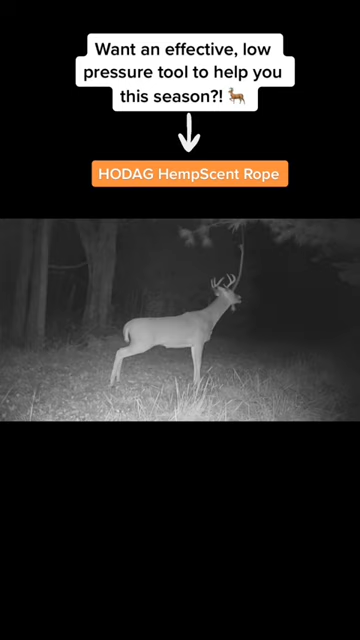 Want an effective, low
pressure tool to help you
this season?! 🦌
HODAG HempScent Rope